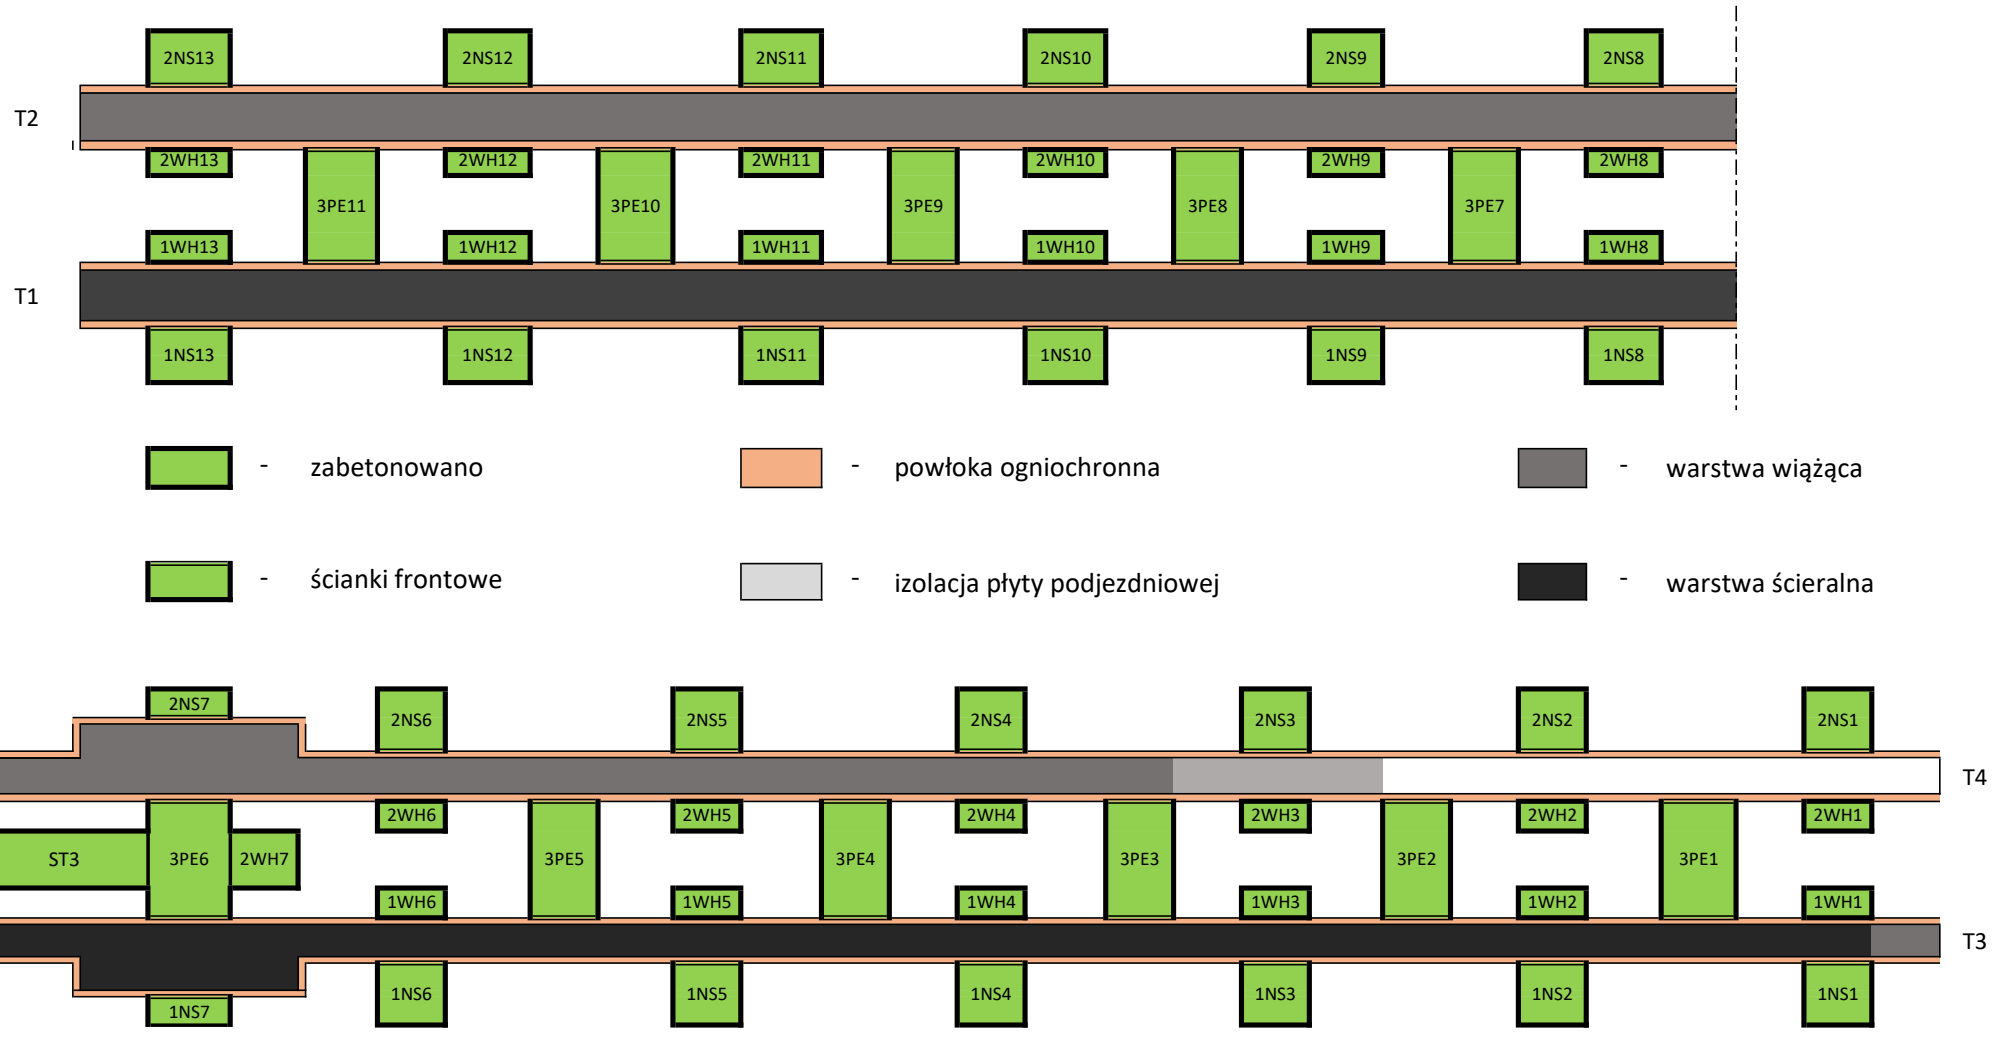 2NS13 2NS12 2NS11 2NS10 2NS9 2NS8
T2
2WH13 2WH12 2WH11 2WH10 2WH9 2WH8
3PE11 3PE10 3PE9 3PE8 3PE7
1WH13 1WH12 1WH11 1WH10 1WH9 1WH8
T1
1NS13 1NS12 1NS11 1NS10 1NS9 1NS8
- zabetonowano - powłoka ogniochronna - warstwa wiążąca
- ścianki frontowe - izolacja płyty podjezdniowej - warstwa ścieralna
2NS7 2NS6 2NS5 2NS4 2NS3 2NS2 2NS1
T4
2WH6 2WH5 2WH4 2WH3 2WH2 2WH1
ST3 3PE6 2WH7 3PE5 3PE4 3PE3 3PE2 3PE1
1WH6 1WH5 1WH4 1WH3 1WH2 1WH1
T3
1NS7 1NS6 1NS5 1NS4 1NS3 1NS2 1NS1